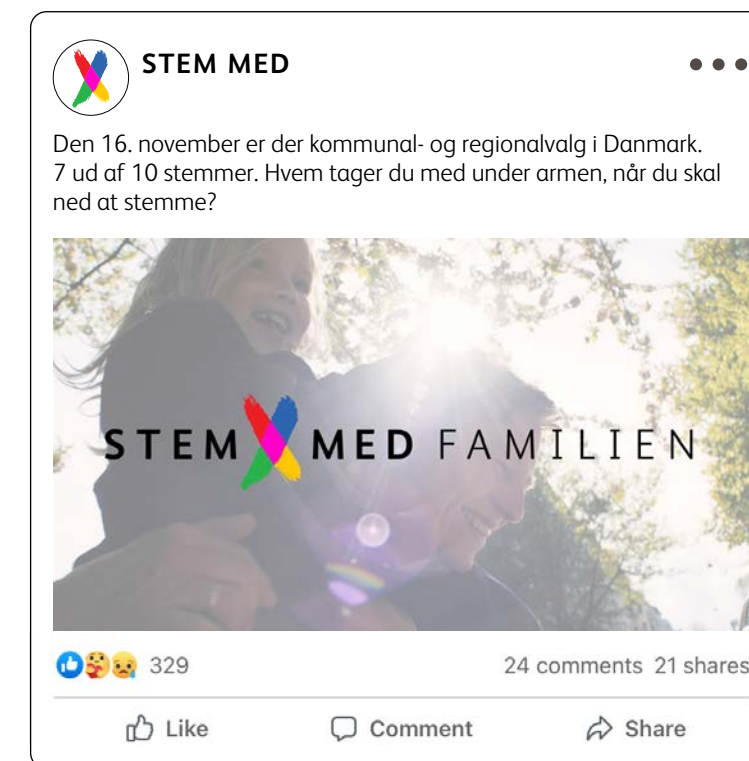 STEM MED
Den 16. november er der kommunal- og regionalvalg i Danmark.
7 ud af 10 stemmer. Hvem tager du med under armen, når du skal
ned at stemme?
STEM MED FAMILIEN
329
24 comments 21 shares
Like Comment Share